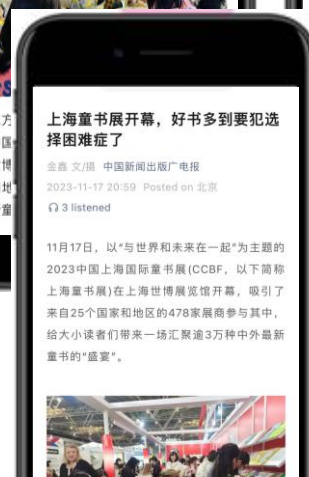 上海童书展开幕，好书多到要犯选
择困难症了
金鑫 文/摄 中国新闻出版广电报
2023-11-17 20:59 Posted on 北京
3 listened
11月17日，以“与世界和未来在一起”为主题的
2023中国上海国际童书展(CCBF，以下简称
上海童书展)在上海世博展览馆开幕，吸引了
来自25个国家和地区的478家展商参与其中，
给大小读者们带来一场汇聚逾3万种中外最新
童书的“盛宴”。
方
国
博
地
童